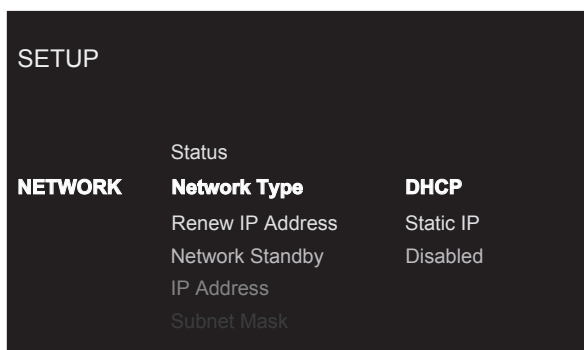 SETUP
Status
NETWORK Network Type DHCP
Renew IP Address Static IP
Network Standby Disabled
IP Address
Subnet Mask